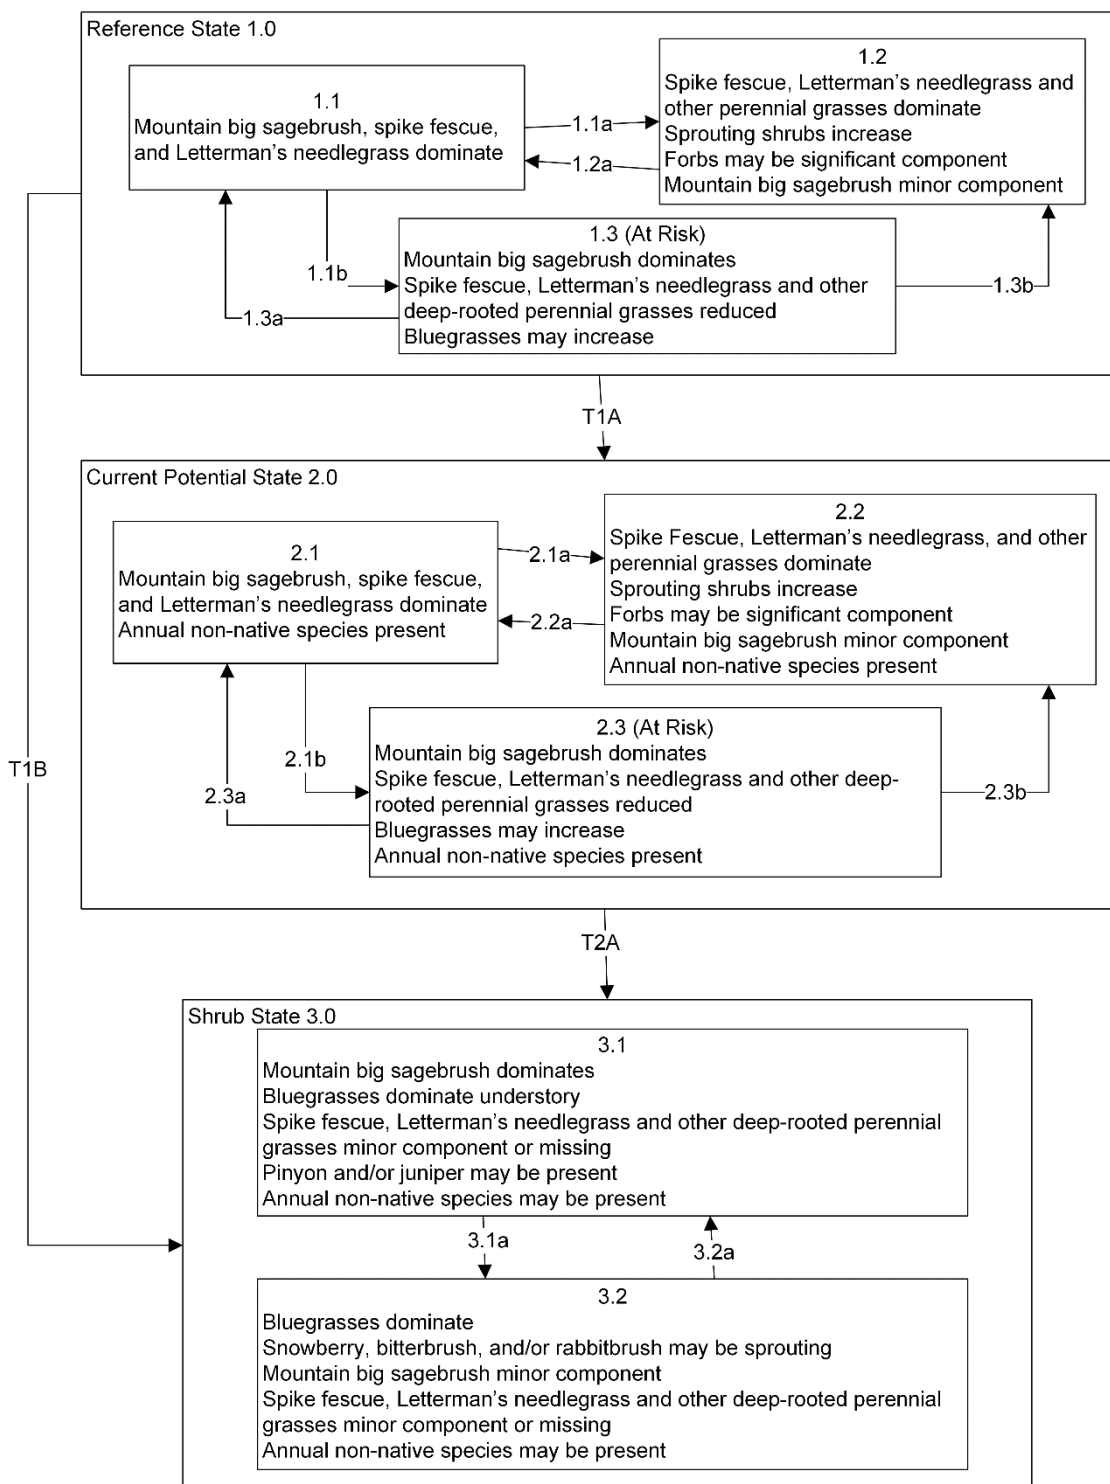 Reference State 1.0
1.1
Mountain big sagebrush, spike fescue,
and Letterman's needlegrass dominate
1.1a
1.2a
1.2
Spike fescue, Letterman's needlegrass and
other perennial grasses dominate
Sprouting shrubs increase
Forbs may be significant component
Mountain big sagebrush minor component
1.1b
1.3a
1.3 (At Risk)
Mountain big sagebrush dominates
Spike fescue, Letterman's needlegrass and other
deep-rooted perennial grasses reduced
Bluegrasses may increase
1.3b
T1A
Current Potential State 2.0
2.1
Mountain big sagebrush, spike fescue,
and Letterman's needlegrass dominate
Annual non-native species present
2.1a
2.2a
2.2
Spike Fescue, Letterman's needlegrass, and other
perennial grasses dominate
Sprouting shrubs increase
Forbs may be significant component
Mountain big sagebrush minor component
Annual non-native species present
2.1b
2.3a
2.3 (At Risk)
Mountain big sagebrush dominates
Spike fescue, Letterman's needlegrass and other deep-
rooted perennial grasses reduced
Bluegrasses may increase
Annual non-native species present
2.3b
T1B
T2A
Shrub State 3.0
3.1
Mountain big sagebrush dominates
Bluegrasses dominate understory
Spike fescue, Letterman's needlegrass and other deep-rooted perennial
grasses minor component or missing
Pinyon and/or juniper may be present
Annual non-native species may be present
3.1a
3.2a
3.2
Bluegrasses dominate
Snowberry, bitterbrush, and/or rabbitbrush may be sprouting
Mountain big sagebrush minor component
Spike fescue, Letterman's needlegrass and other deep-rooted perennial
grasses minor component or missing
Annual non-native species may be present